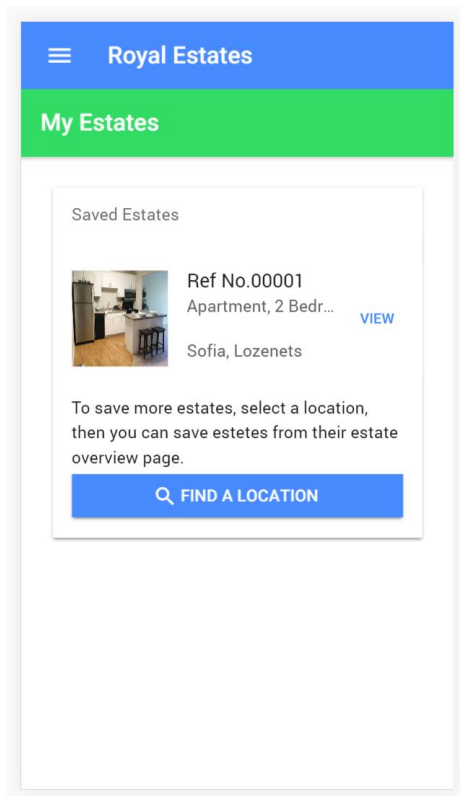 Royal Estates
My Estates
Saved Estates
Ref No.00001
Apartment, 2 Bedr...
VIEW
Sofia, Lozenets
To save more estates, select a location,
then you can save estetes from their estate
overview page.
FIND A LOCATION